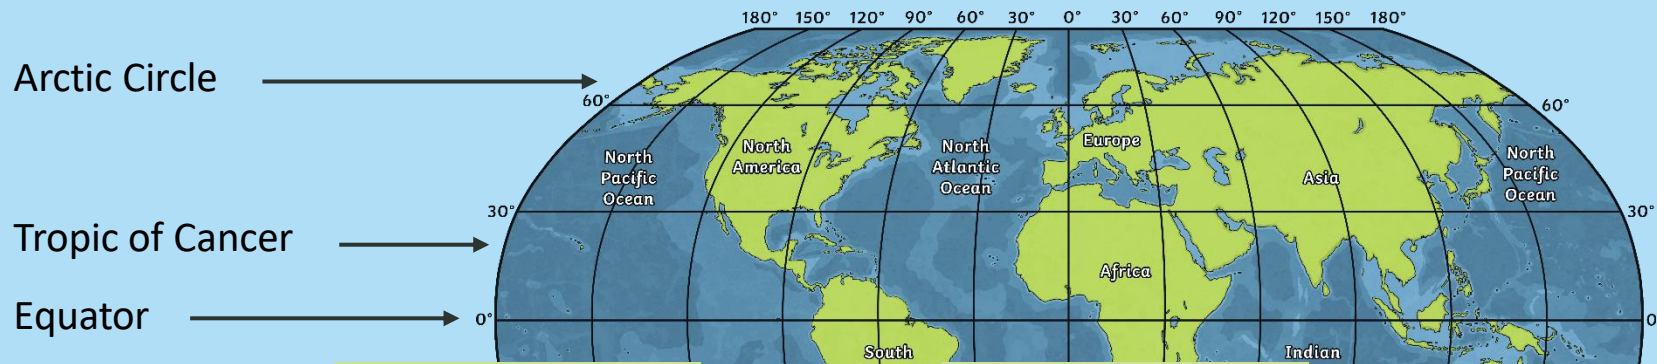 180° 150° 120° 90° 60° 30° 0° 30° 60° 90° 120° 150° 180°
Arctic Circle
60°
60°
North
Pacific
Ocean
North
America
North
Atlantic
Ocean
Europe
Asia
North
Pacific
Ocean
30°
30°
Tropic of Cancer
Africa
Equator
0°
0
South
Indian